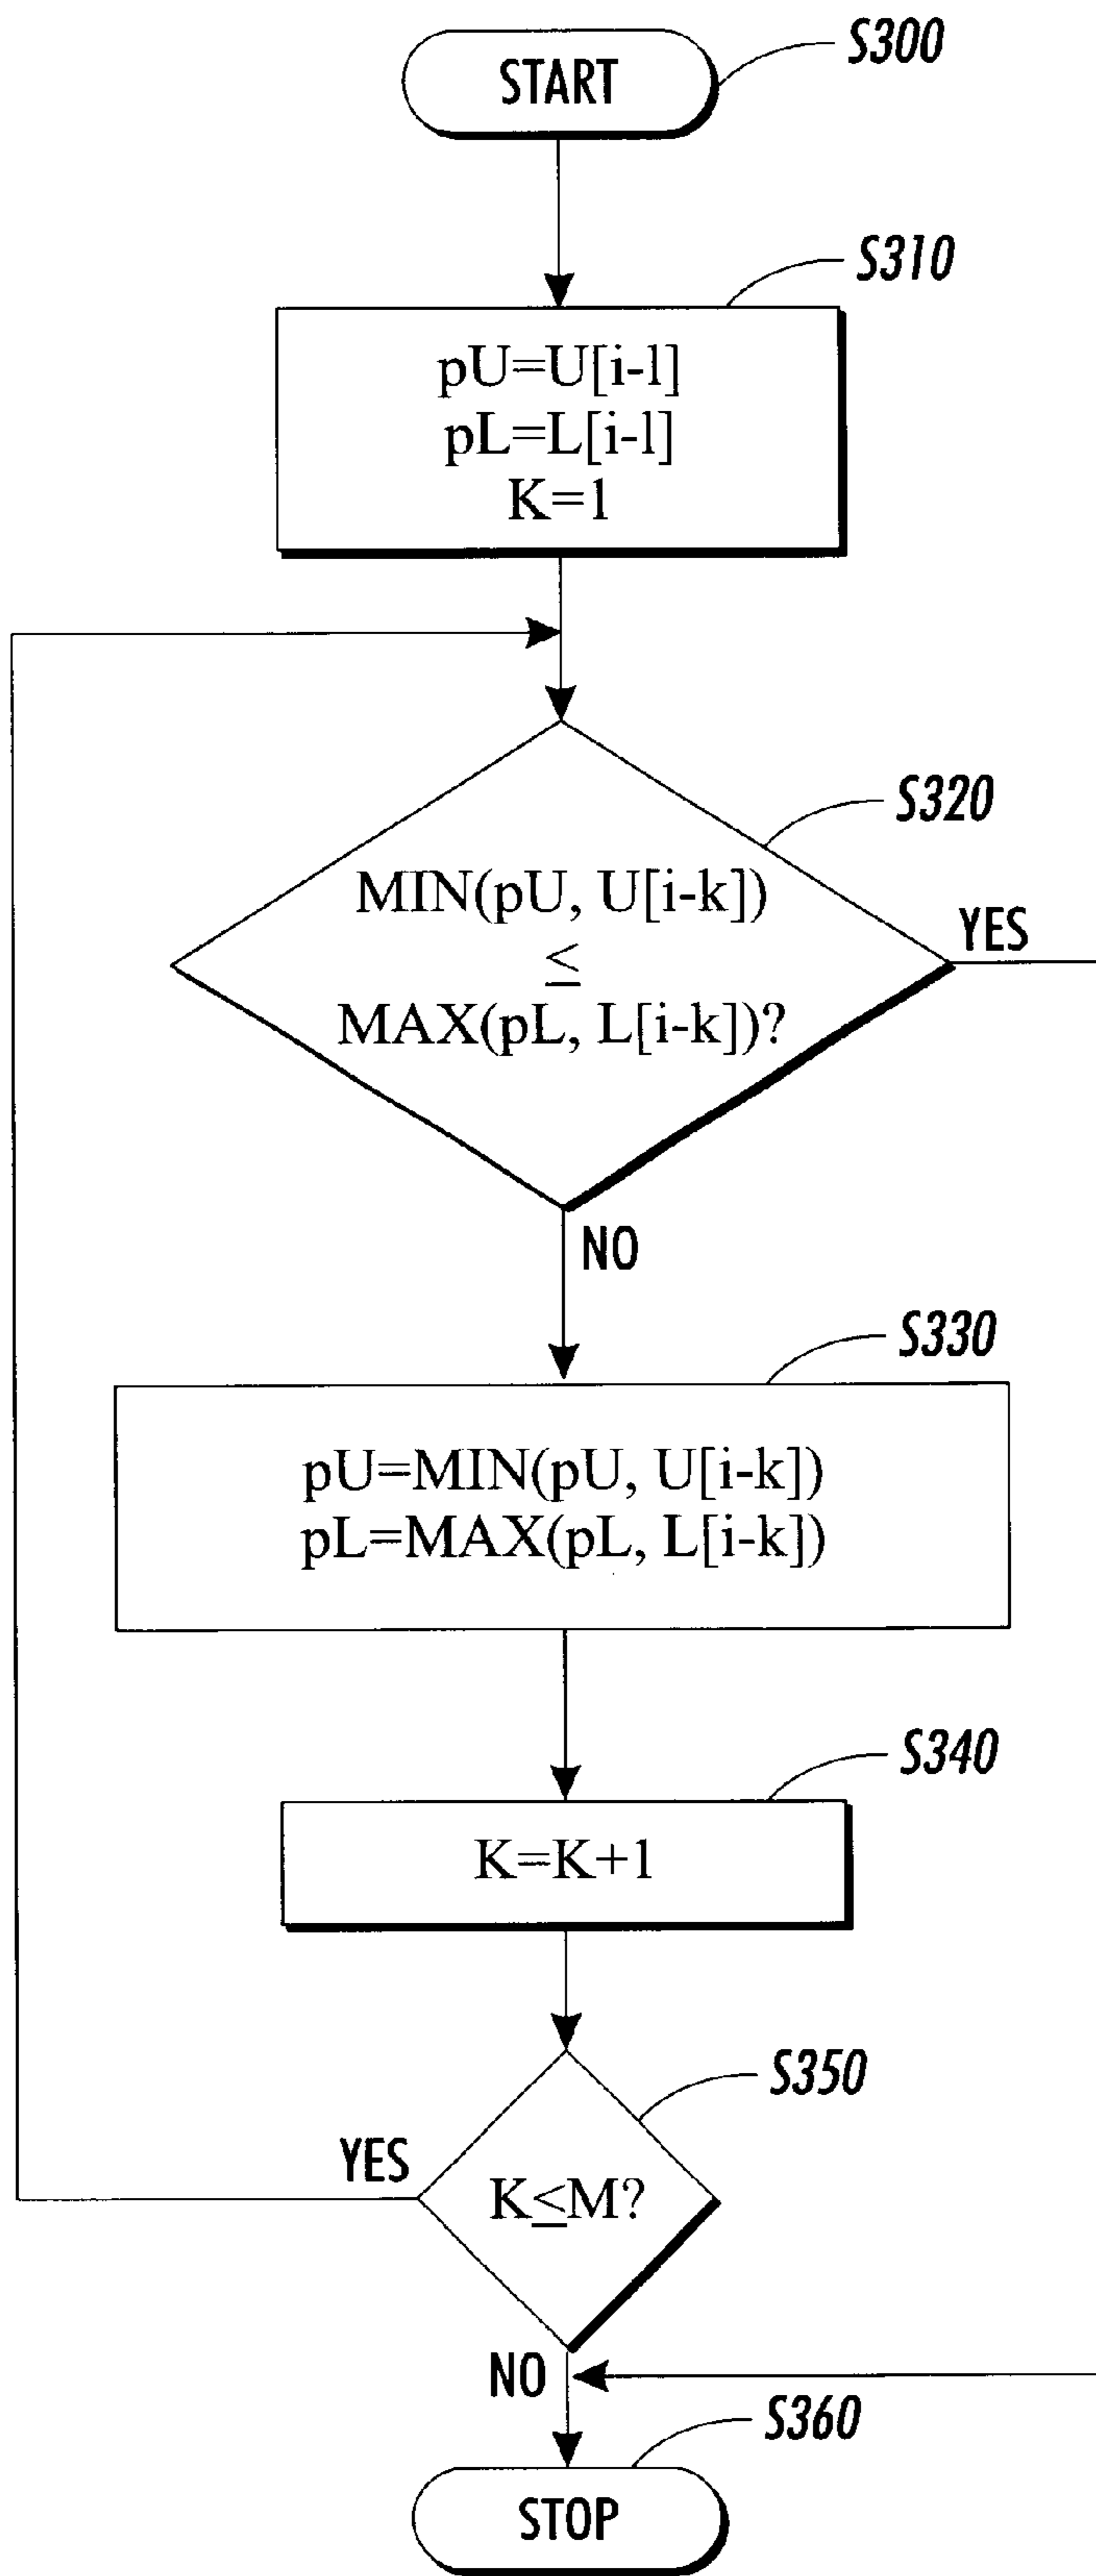 START
S300
S310
pU=U[i-l]
pL=L[i-l]
K=1
S320
MIN(pU, U[i-k])
≤
MAX(pL, L[i-k])?
YES
NO
S330
pU=MIN(pU, U[i-k])
pL=MAX(pL, L[i-k])
S340
K=K+1
S350
YES
K≤M?
NO
S360
STOP